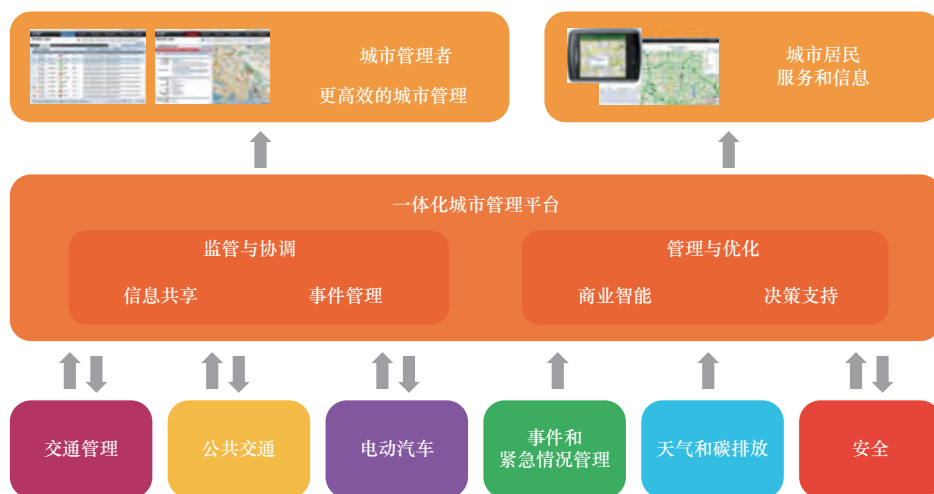 城市管理者
更高效的城市管理
城市居民
服务和信息
一体化城市管理平台
监管与协调
信息共享 事件管理
管理与优化
商业智能 决策支持
交通管理
公共交通
电动汽车
事件和
紧急情况管理
天气和碳排放
安全